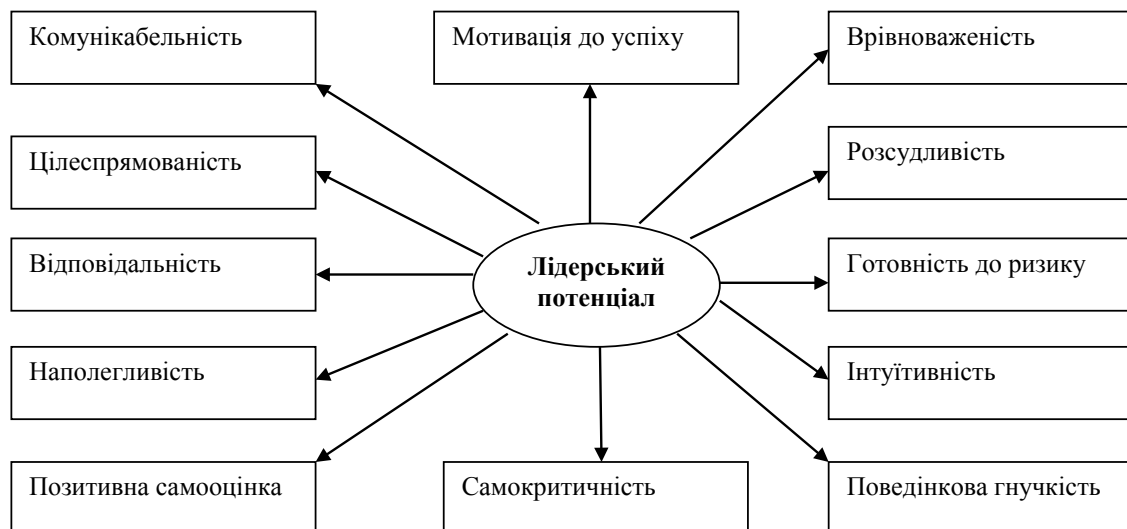 Комунікабельність
Мотивація до успіху
Врівноваженість
Цілеспрямованість
Розсудливість
Відповідальність
Лідерський
потенціал
Готовність до ризику
Наполегливість
Інтуїтивність
Позитивна самооцінка
Самокритичність
Поведінкова гнучкість